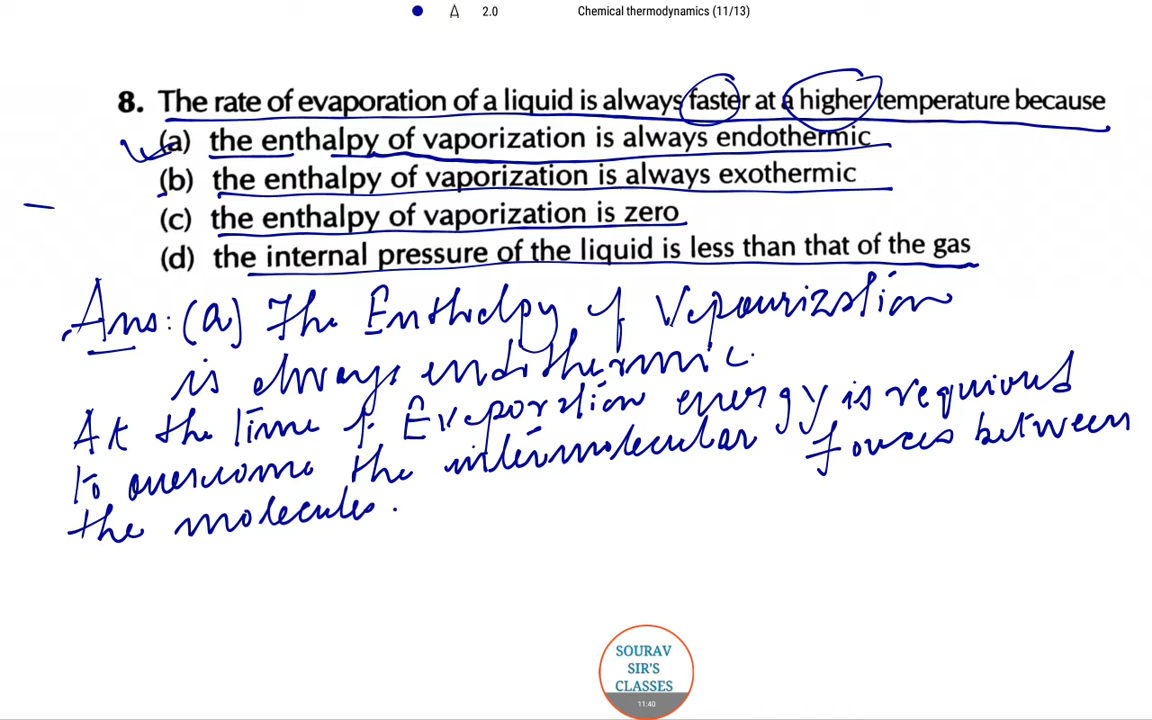 A 2.0 Chemical thermodynamics (11/13)
8. The rate of evaporation of a liquid is always faster at a higher temperature because
(a) the enthalpy of vaporization is always endothermic
(b) the enthalpy of vaporization is always exothermic
(c) the enthalpy of vaporization is zero
(d) the internal pressure of the liquid is less than that of the gas
Ans: (a) The Enthalpy of Vapourization
is always endothermic.
At the time of Evaporation energy is required
to overcome the intermolecular forces between
the molecules.
SOURAV
SIR'S
CLASSES
11:40